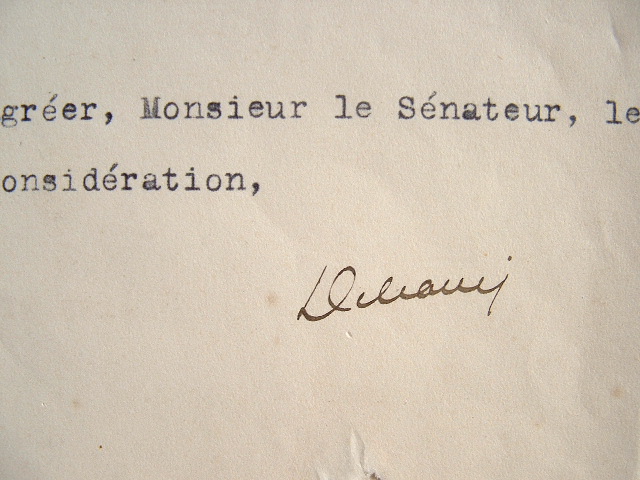 gréer, Monsieur le Sénateur, le
onsidération,